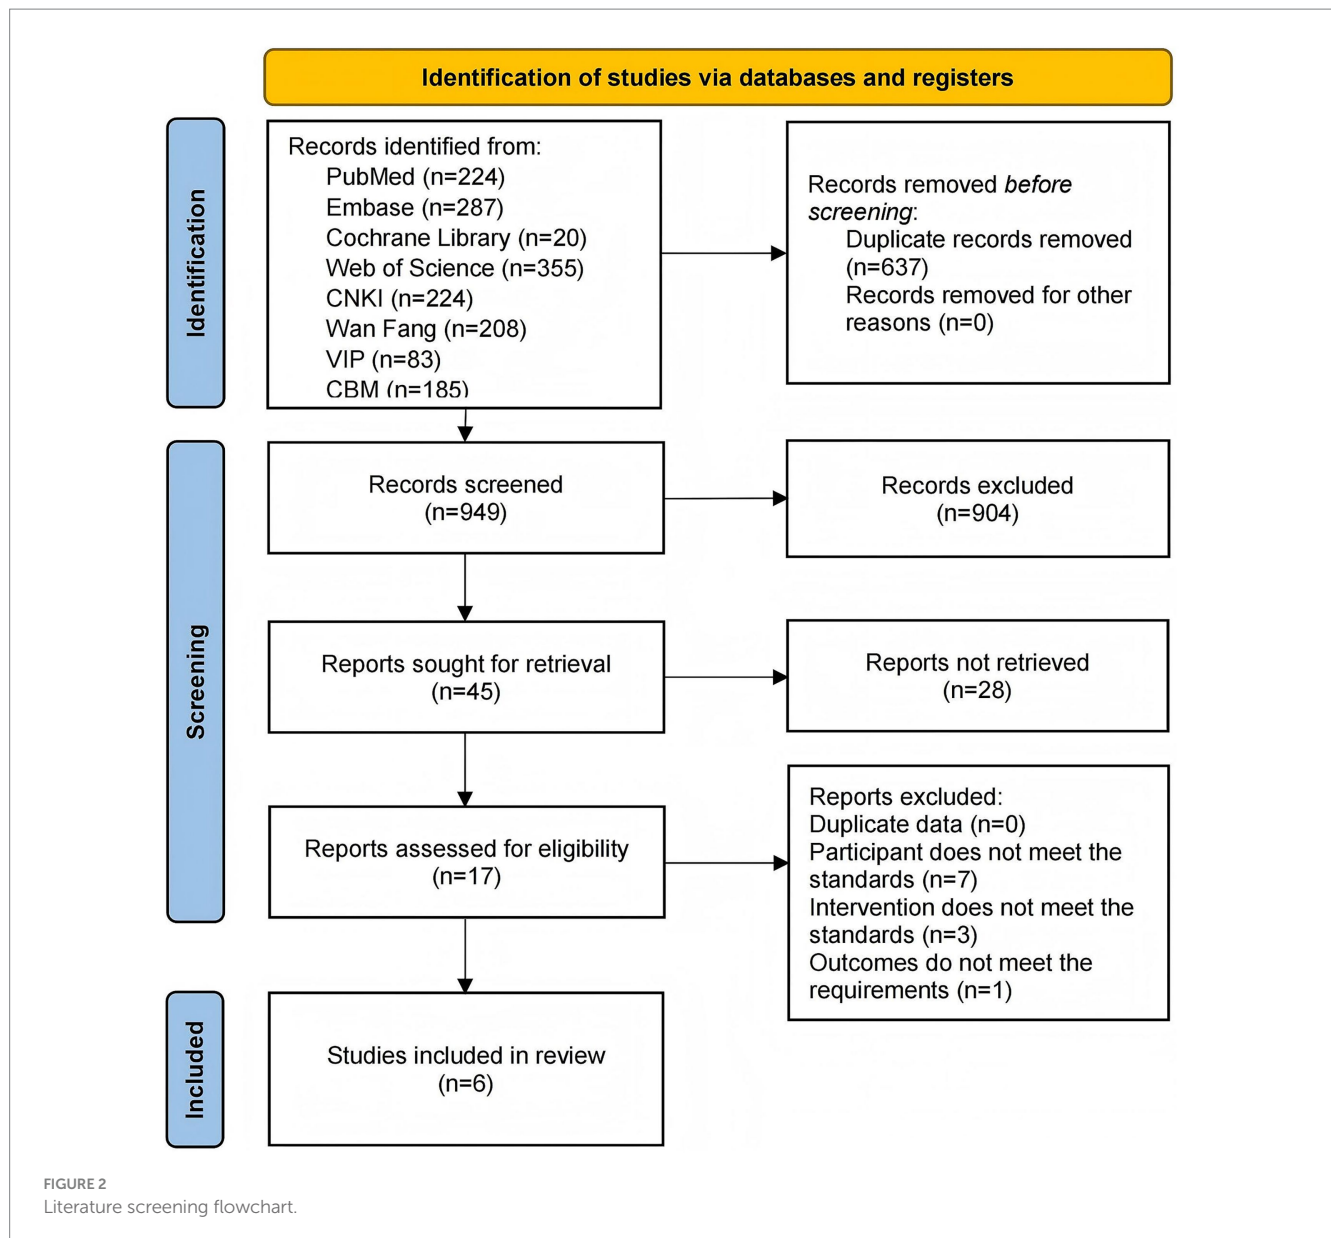 Identification of studies via databases and registers
Identification
Records identified from:
PubMed (n=224)
Embase (n=287)
Cochrane Library (n=20)
Web of Science (n=355)
CNKI (n=224)
Wan Fang (n=208)
VIP (n=83)
CBM (n=185)
Records removed before
screening:
Duplicate records removed
(n=637)
Records removed for other
reasons (n=0)
Screening
Records screened
(n=949)
Records excluded
(n=904)
Reports sought for retrieval
(n=45)
Reports not retrieved
(n=28)
Reports assessed for eligibility
(n=17)
Reports excluded:
Duplicate data (n=0)
Participant does not meet the
standards (n=7)
Intervention does not meet the
standards (n=3)
Outcomes do not meet the
requirements (n=1)
Included
Studies included in review
(n=6)
FIGURE 2
Literature screening flowchart.